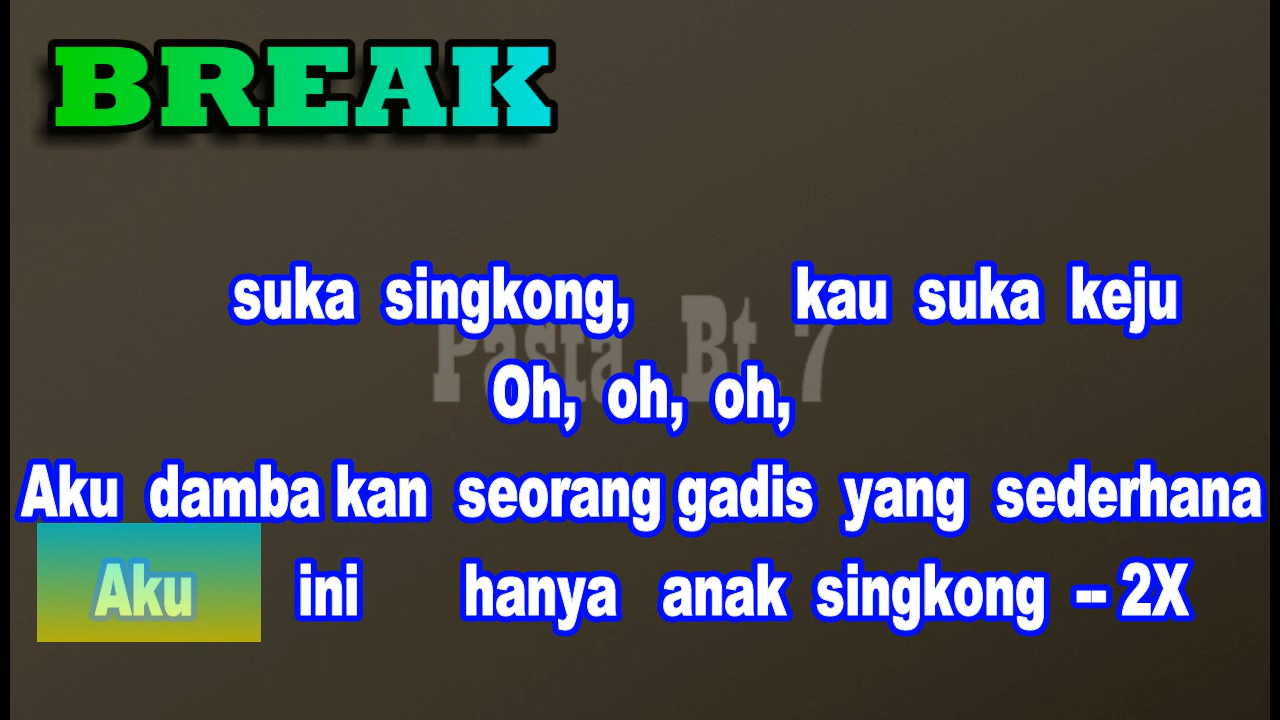 BREAK
suka singkong, kau suka keju
Pasta Bt.7
Oh, oh, oh,
Aku damba kan seorang gadis yang sederhana
Aku ini hanya anak singkong -- 2X